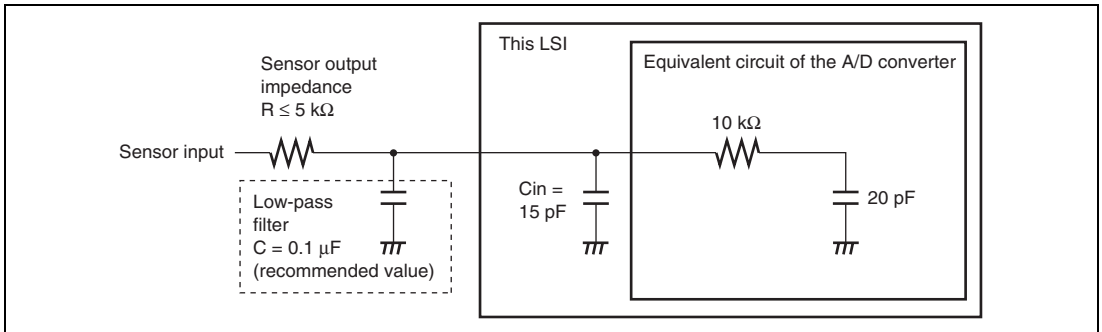 This LSI
Equivalent circuit of the A/D converter
Sensor output
impedance
R ≤ 5 kΩ
10 kΩ
Sensor input
Low-pass
filter
C = 0.1 μF
(recommended value)
Cin =
15 pF
20 pF